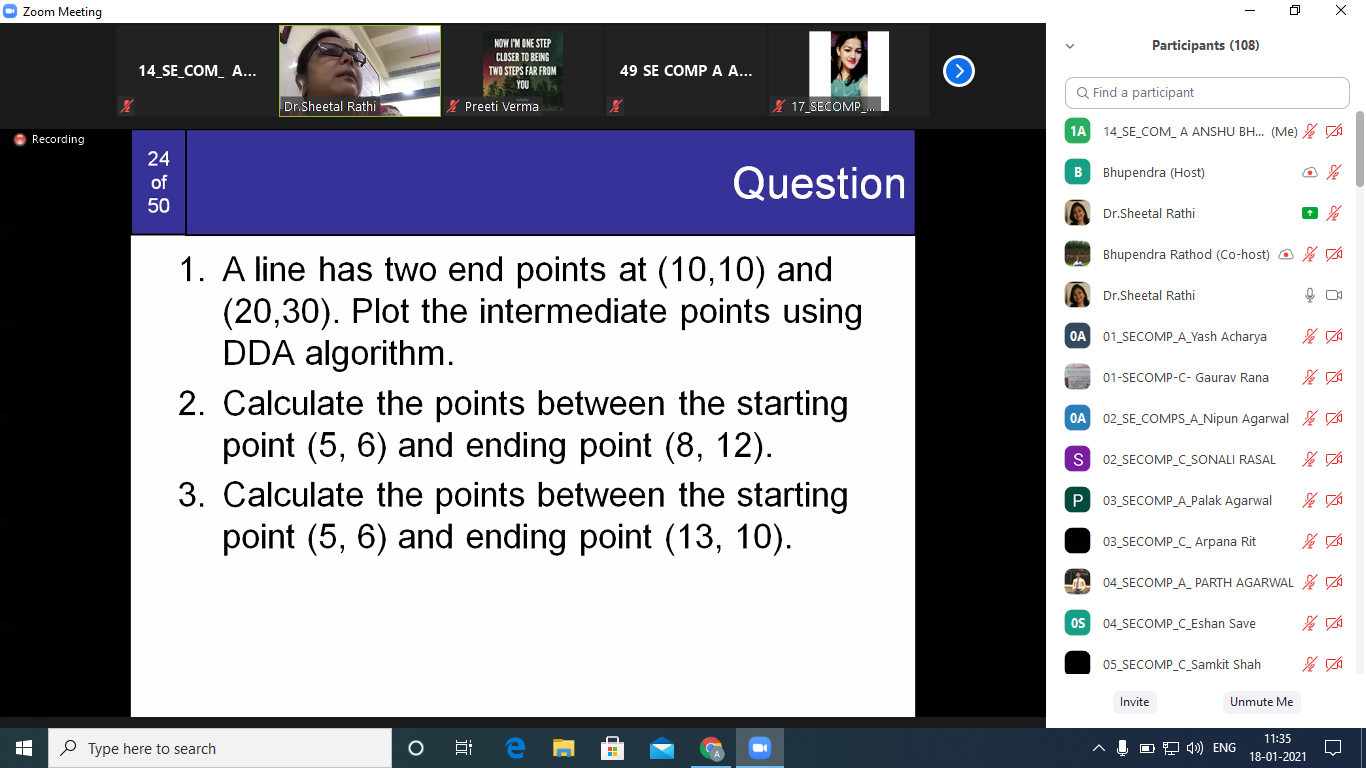 Zoom Meeting
14_SE_COM_ A...
Dr.Sheetal Rathi
NOW I'M ONE STEP
CLOSER TO BEING
TWO STEPS FAR FROM
YOU
Preeti Verma
49 SE COMP A A...
17_SECOMP_...
Recording
24
of
50
Question
1. A line has two end points at (10,10) and
(20,30). Plot the intermediate points using
DDA algorithm.
2. Calculate the points between the starting
point (5, 6) and ending point (8, 12).
3. Calculate the points between the starting
point (5, 6) and ending point (13, 10).
Participants (108)
Find a participant
1A 14_SE_COM_ A ANSHU BH... (Me)
B Bhupendra (Host)
Dr.Sheetal Rathi
Bhupendra Rathod (Co-host)
Dr.Sheetal Rathi
0A 01_SECOMP_A_Yash Acharya
01-SECOMP-C- Gaurav Rana
0A 02_SE_COMPS_A_Nipun Agarwal
S 02_SECOMP_C_SONALI RASAL
P 03_SECOMP_A_Palak Agarwal
03_SECOMP_C_ Arpana Rit
04_SECOMP_A_ PARTH AGARWAL
0S 04_SECOMP_C_Eshan Save
05_SECOMP_C_Samkit Shah
Invite Unmute Me
Type here to search
A
ENG
11:35
18-01-2021